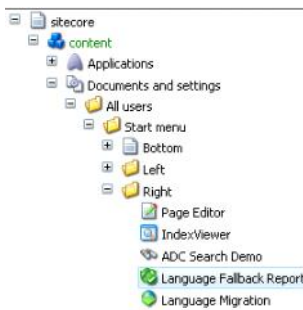 sitecore
content
Applications
Documents and settings
All users
Start menu
Bottom
Left
Right
Page Editor
IndexViewer
ADC Search Demo
Language Fallback Report
Language Migration